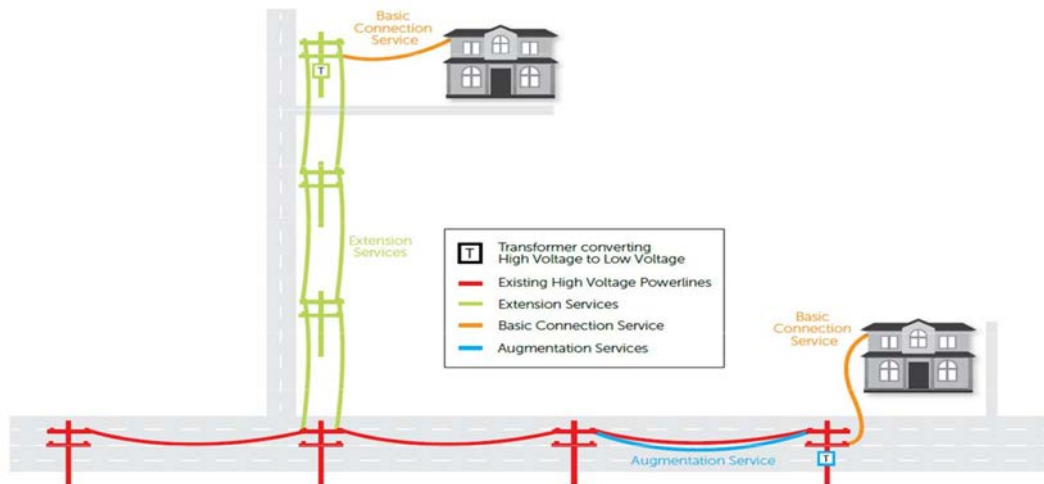 Basic
Connection
Service
T
Extension
Services
T
Transformer converting
High Voltage to Low Voltage
Existing High Voltage Powerlines
Extension Services
Basic Connection Service
Augmentation Services
Basic
Connection
Service
Augmentation Service
T